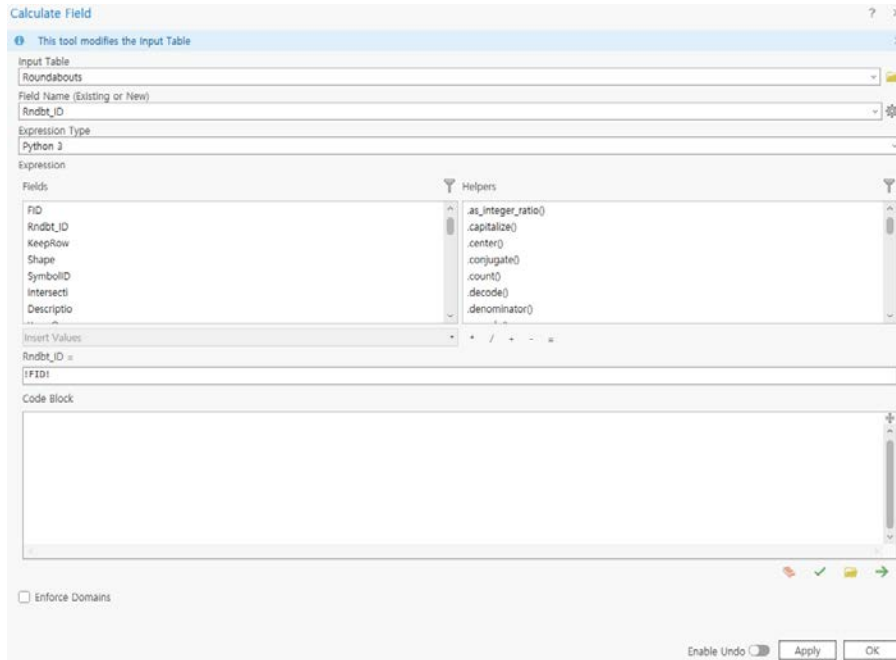 Calculate Field
?
This tool modifies the Input Table
Input Table
Roundabouts
Field Name (Existing or New)
Rndbt_ID
Expression Type
Python 3
Expression
Fields
Helpers
FID
Rndbt_ID
KeepRow
Shape
SymbolID
Intersecti
Descriptio
.as_integer_ratio()
.capitalize()
.center()
.conjugate()
.count()
.decode()
.denominator()
Insert Values
* / + - =
Rndbt_ID =
!FID!
Code Block
Enforce Domains
Enable Undo
Apply
OK